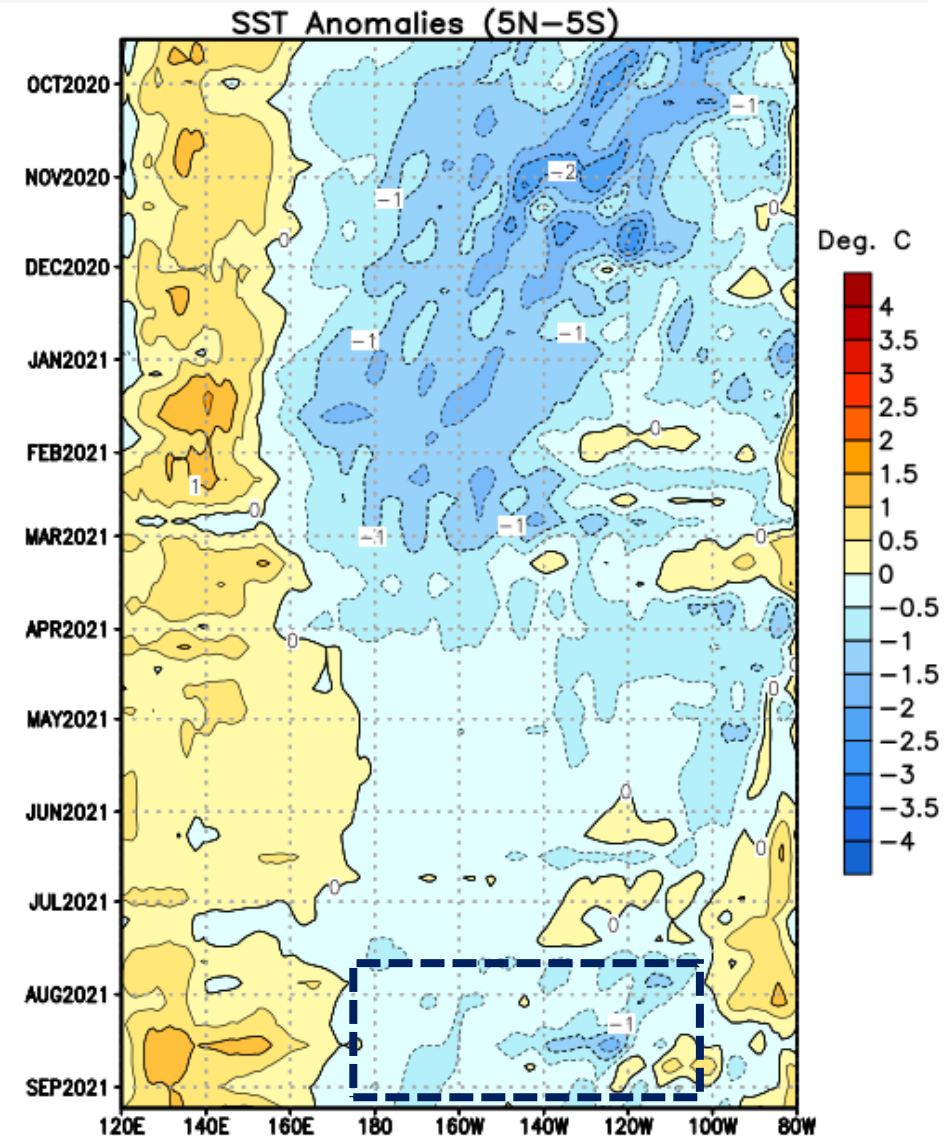 SST Anomalies (5N−5S)
OCT2020
NOV2020
DEC2020
JAN2021
FEB2021
MAR2021
APR2021
MAY2021
JUN2021
JUL2021
AUG2021
SEP2021
−1
−2
−1
0
0
−1
−1
0
1
0
−1
−1
0
0
0
0
0
0
0
−1
120E 140E 160E 180 160W 140W 120W 100W 80W
Deg. C
4
3.5
3
2.5
2
1.5
1
0.5
0
−0.5
−1
−1.5
−2
−2.5
−3
−3.5
−4